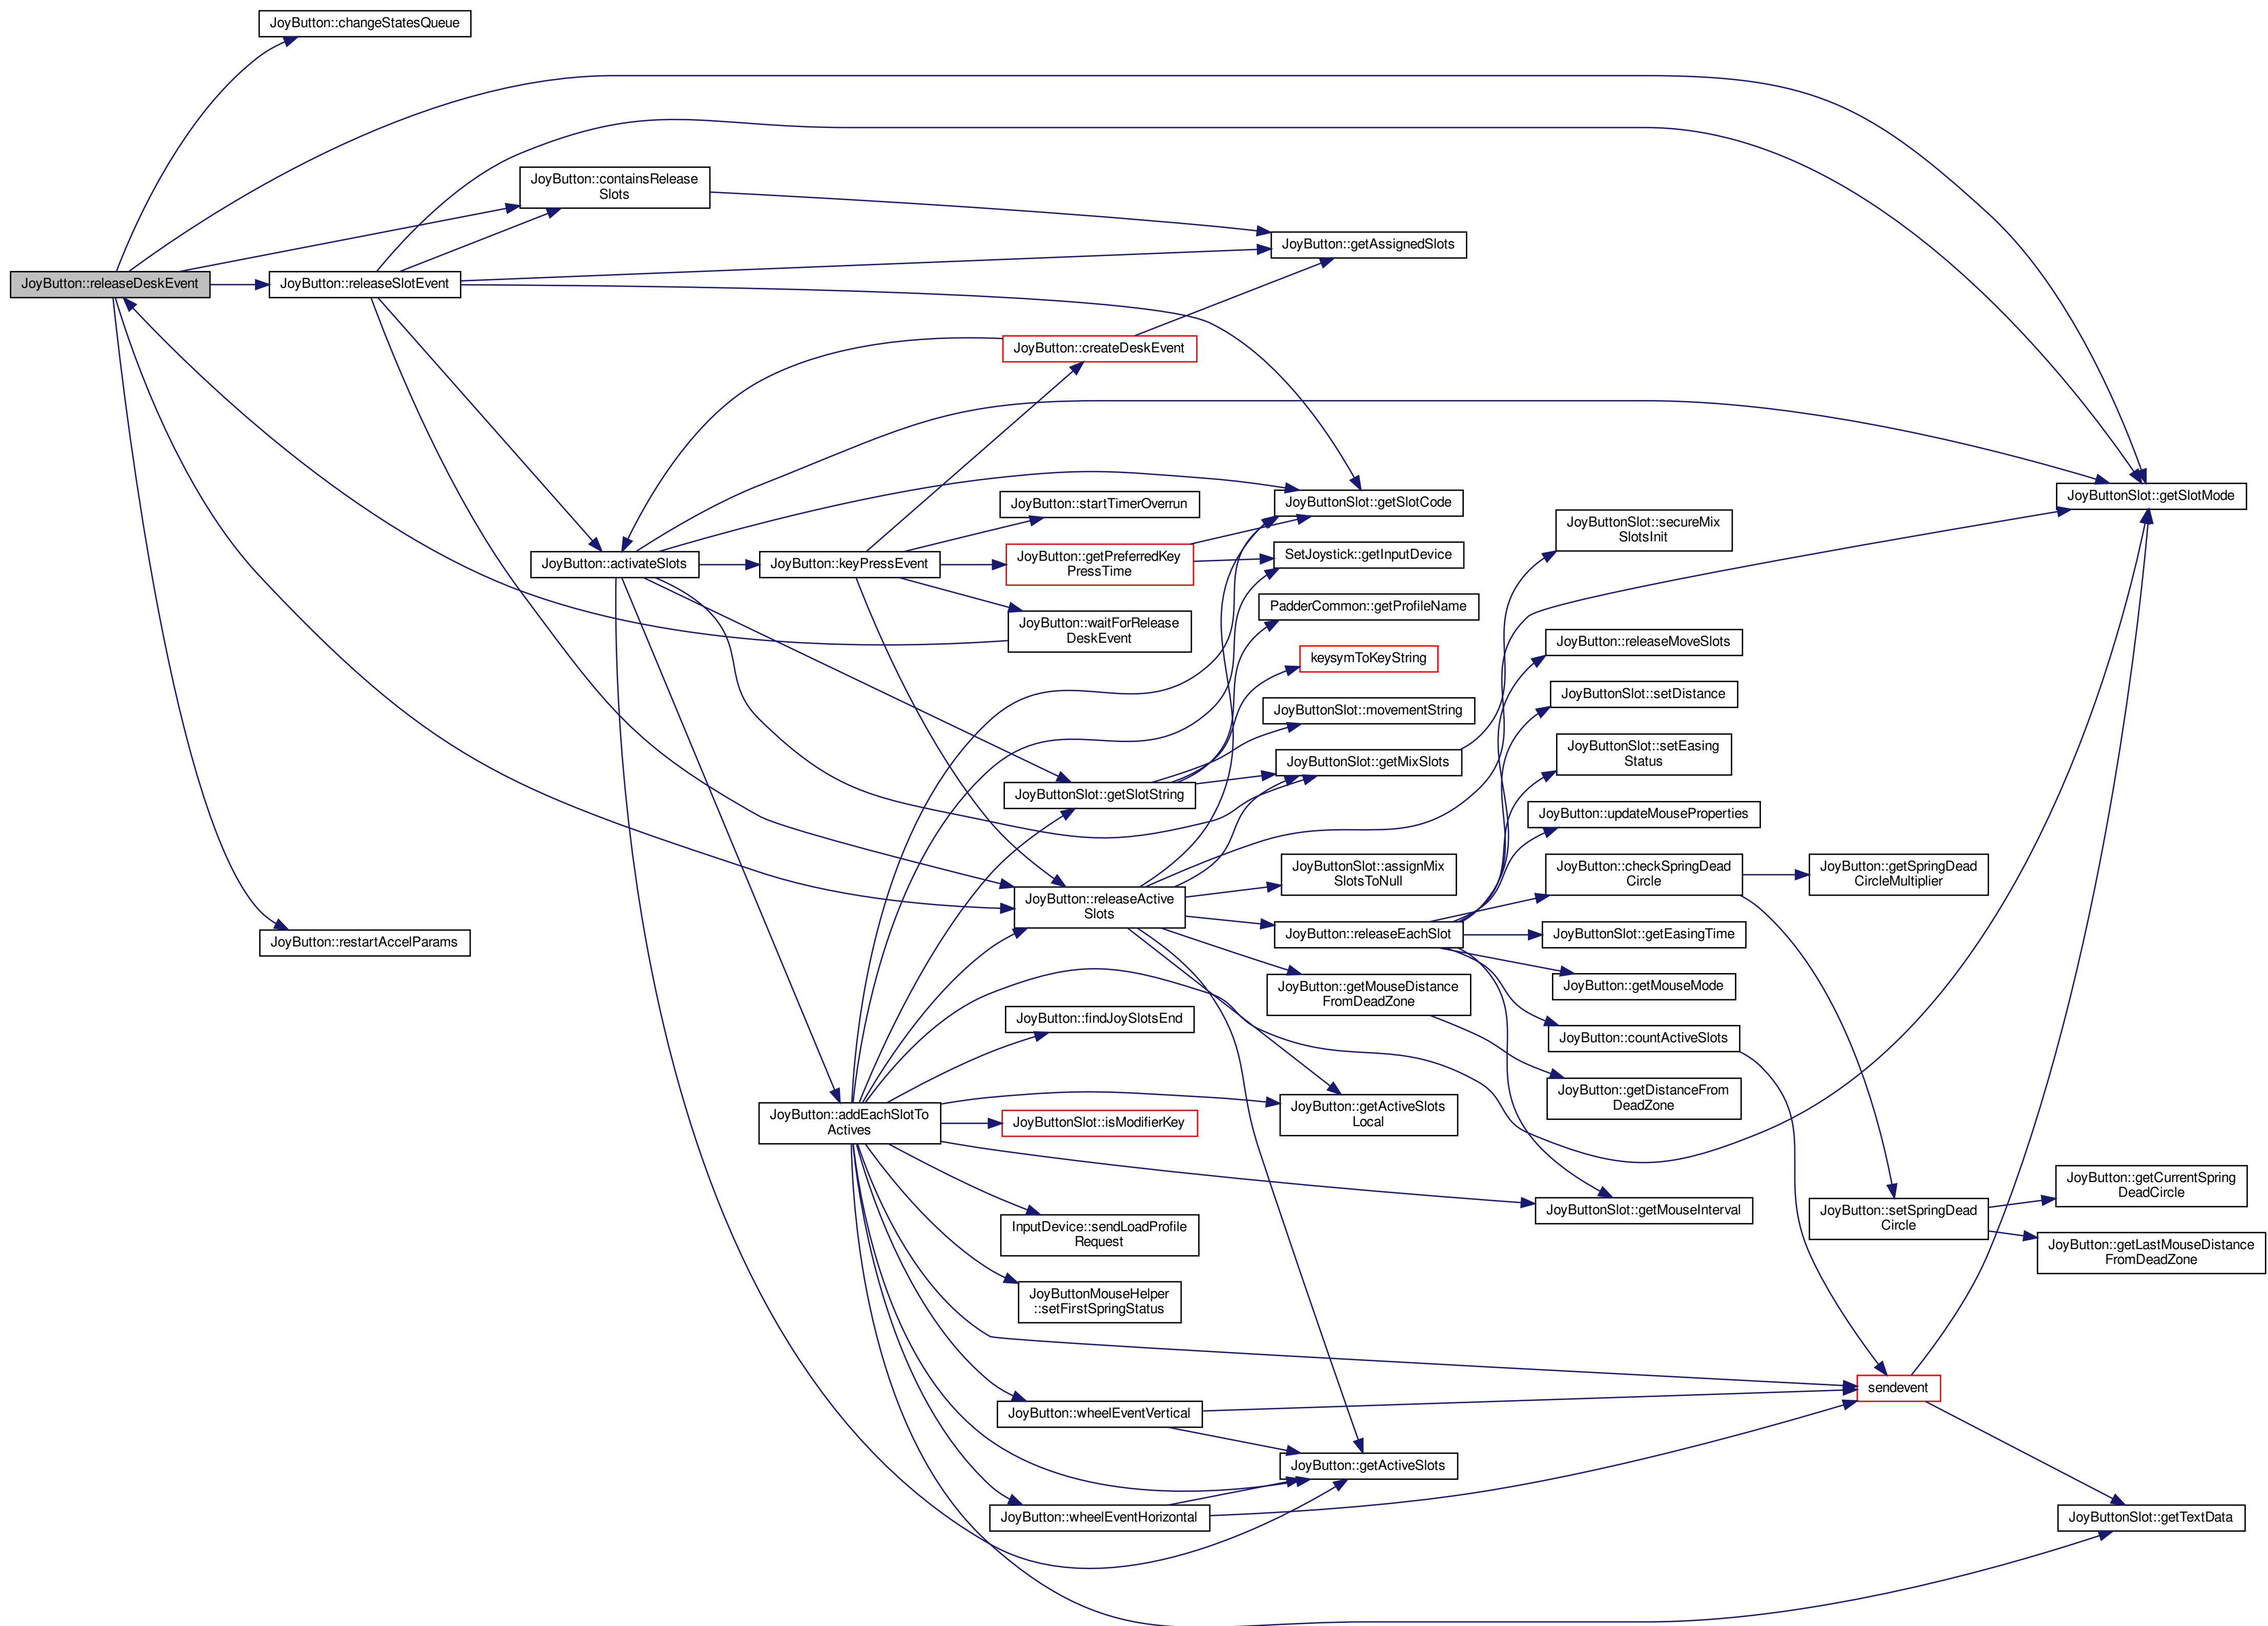 JoyButton::changeStatesQueue
JoyButton::containsRelease
Slots
JoyButton::getAssignedSlots
JoyButton::releaseDeskEvent
JoyButton::releaseSlotEvent
JoyButton::createDeskEvent
JoyButton::startTimerOverrun
JoyButtonSlot::getSlotCode
JoyButtonSlot::getSlotMode
JoyButtonSlot::secureMix
SlotsInit
JoyButton::activateSlots
JoyButton::keyPressEvent
JoyButton::getPreferredKey
PressTime
SetJoystick::getInputDevice
PadderCommon::getProfileName
JoyButton::waitForRelease
DeskEvent
JoyButton::releaseMoveSlots
keysymToKeyString
JoyButtonSlot::setDistance
JoyButtonSlot::movementString
JoyButtonSlot::setEasing
Status
JoyButtonSlot::getMixSlots
JoyButtonSlot::getSlotString
JoyButton::updateMouseProperties
JoyButtonSlot::assignMix
SlotsToNull
JoyButton::checkSpringDead
Circle
JoyButton::getSpringDead
CircleMultiplier
JoyButton::releaseActive
Slots
JoyButton::releaseEachSlot
JoyButtonSlot::getEasingTime
JoyButton::restartAccelParams
JoyButton::getMouseDistance
FromDeadZone
JoyButton::getMouseMode
JoyButton::findJoySlotsEnd
JoyButton::countActiveSlots
JoyButton::getDistanceFrom
DeadZone
JoyButton::addEachSlotTo
Actives
JoyButtonSlot::isModifierKey
JoyButton::getActiveSlots
Local
JoyButton::getCurrentSpring
DeadCircle
JoyButtonSlot::getMouseInterval
JoyButton::setSpringDead
Circle
InputDevice::sendLoadProfile
Request
JoyButton::getLastMouseDistance
FromDeadZone
JoyButtonMouseHelper
::setFirstSpringStatus
sendevent
JoyButton::wheelEventVertical
JoyButton::getActiveSlots
JoyButton::wheelEventHorizontal
JoyButtonSlot::getTextData